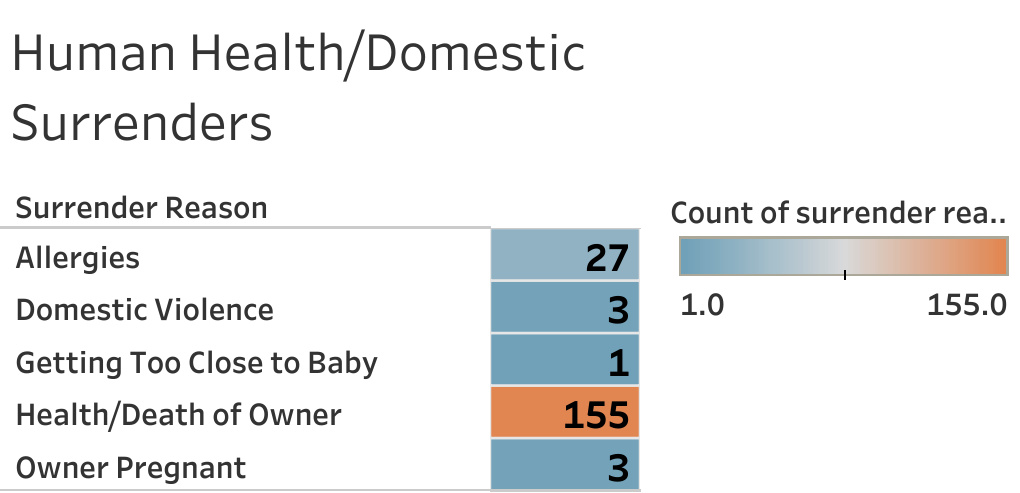 Human Health/Domestic
Surrenders
Surrender Reason
Count of surrender rea..
Allergies 27
1.0 155.0
Domestic Violence 3
Getting Too Close to Baby 1
Health/Death of Owner 155
Owner Pregnant 3